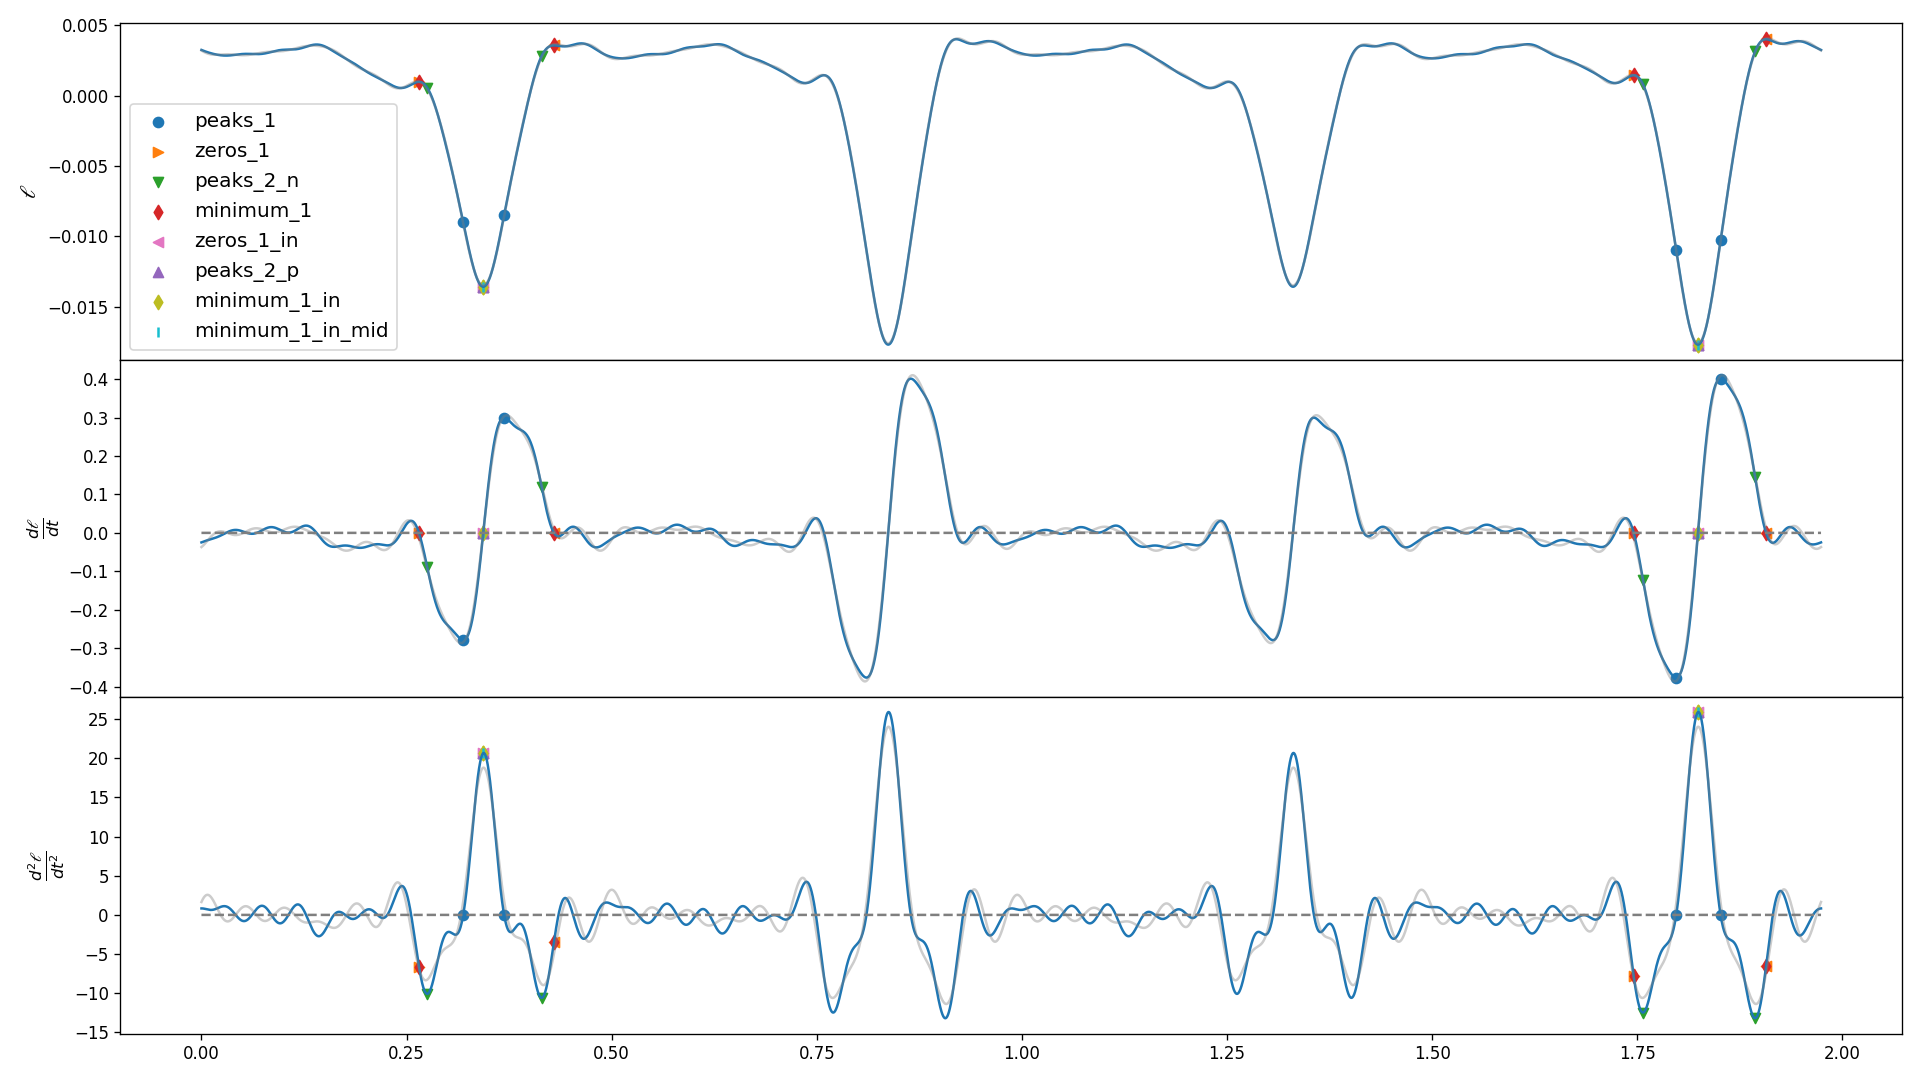 0.005
0.000
−0.005
−0.010
−0.015
ℓ
peaks_1
zeros_1
peaks_2_n
minimum_1
zeros_1_in
peaks_2_p
minimum_1_in
minimum_1_in_mid
0.4
0.3
0.2
0.1
0.0
−0.1
−0.2
−0.3
−0.4
dℓ
dt
25
20
15
10
5
0
−5
−10
−15
d²ℓ
dt²
0.00 0.25 0.50 0.75 1.00 1.25 1.50 1.75 2.00